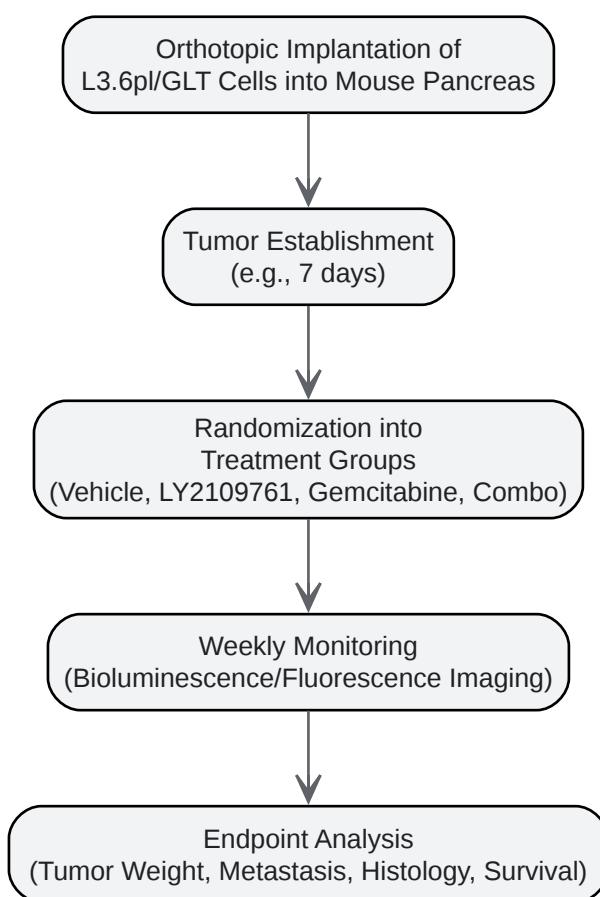 Orthotopic Implantation of
L3.6pl/GLT Cells into Mouse Pancreas
Tumor Establishment
(e.g., 7 days)
Randomization into
Treatment Groups
(Vehicle, LY2109761, Gemcitabine, Combo)
Weekly Monitoring
(Bioluminescence/Fluorescence Imaging)
Endpoint Analysis
(Tumor Weight, Metastasis, Histology, Survival)